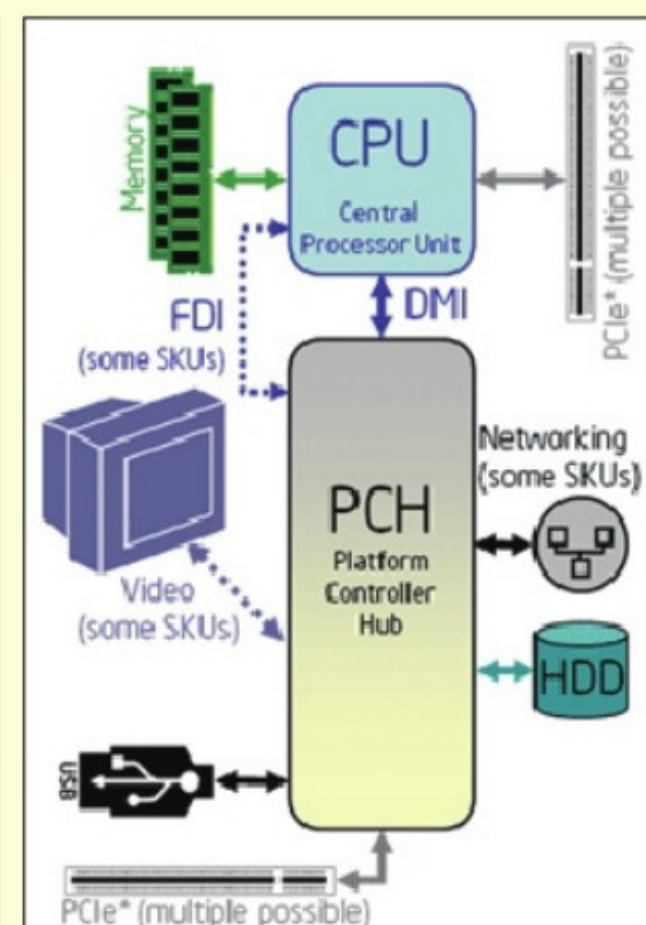 Memory
CPU
Central
Processor Unit
PCIe* (multiple possible)
FDI
(some SKUs)
DMI
Networking
(some SKUs)
PCH
Platform
Controller
Hub
Video
(some SKUs)
HDD
USB
PCIe* (multiple possible)